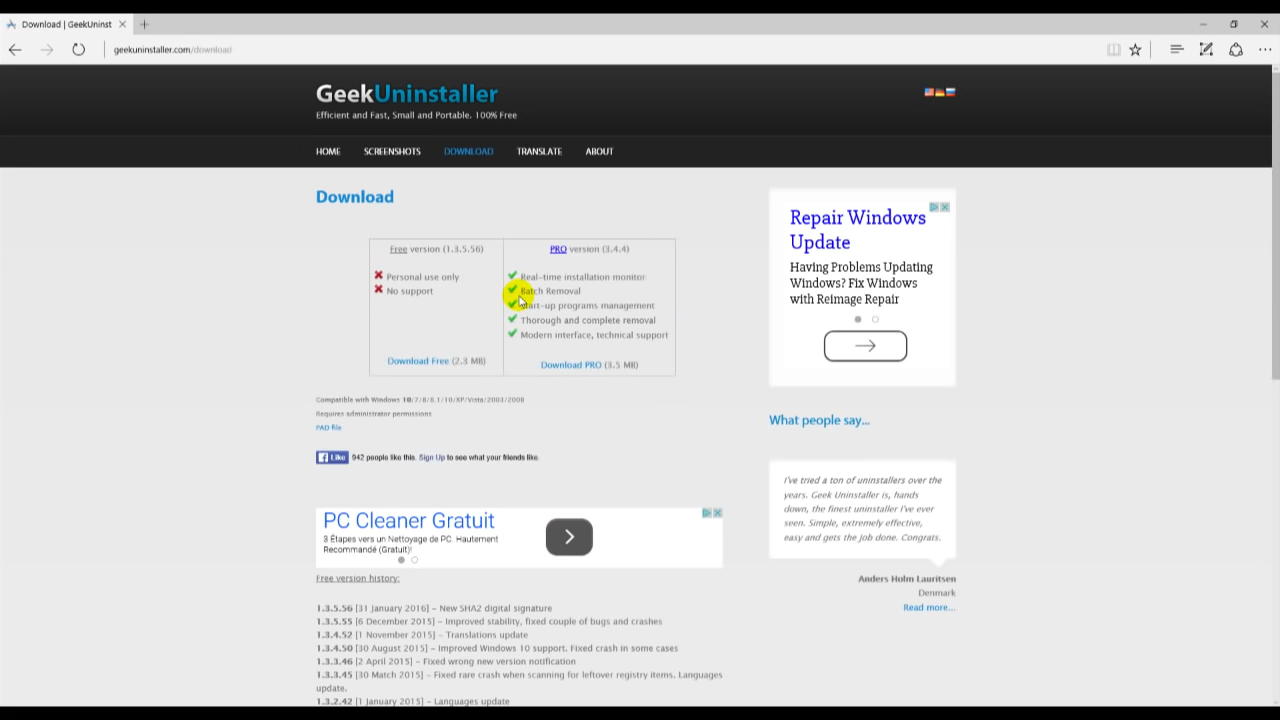 Download | GeekUninst
geekuninstaller.com/download
GeekUninstaller
Efficient and Fast, Small and Portable. 100% Free
HOME SCREENSHOTS DOWNLOAD TRANSLATE ABOUT
Download
Free version (1.3.5.56)
Personal use only
No support
Download Free (2.3 MB)
PRO version (3.4.4)
Real-time installation monitor
Batch Removal
Start-up programs management
Thorough and complete removal
Modern interface, technical support
Download PRO (3.5 MB)
Compatible with Windows 10/7/8/8.1/10/XP/Vista/2003/2008
Requires administrator permissions
PAD file
Like 942 people like this. Sign Up to see what your friends like.
PC Cleaner Gratuit
3 Étapes vers un Nettoyage de PC. Hautement
Recommandé (Gratuit)!
Free version history:
1.3.5.56 [31 January 2016] – New SHA2 digital signature
1.3.5.55 [6 December 2015] – Improved stability, fixed couple of bugs and crashes
1.3.4.52 [1 November 2015] – Translations update
1.3.4.50 [30 August 2015] – Improved Windows 10 support. Fixed crash in some cases
1.3.3.46 [2 April 2015] – Fixed wrong new version notification
1.3.3.45 [30 Match 2015] – Fixed rare crash when scanning for leftover registry items. Languages
update.
1.3.2.42 [1 January 2015] – Languages update
Repair Windows
Update
Having Problems Updating
Windows? Fix Windows
with Reimage Repair
What people say...
I've tried a ton of uninstallers over the
years. Geek Uninstaller is, hands
down, the finest uninstaller I've ever
seen. Simple, extremely effective,
easy and gets the job done. Congrats.
Anders Holm Lauritsen
Denmark
Read more...